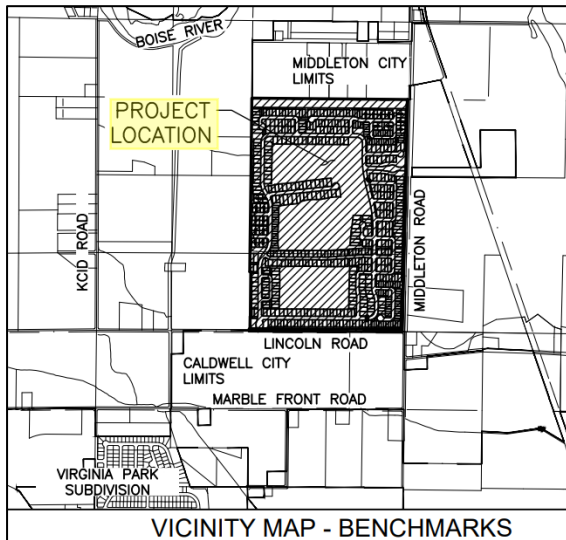 BOISE RIVER
MIDDLETON CITY
LIMITS
PROJECT
LOCATION
KCID ROAD
MIDDLETON ROAD
LINCOLN ROAD
CALDWELL CITY
LIMITS
MARBLE FRONT ROAD
VIRGINIA PARK
SUBDIVISION
VICINITY MAP - BENCHMARKS